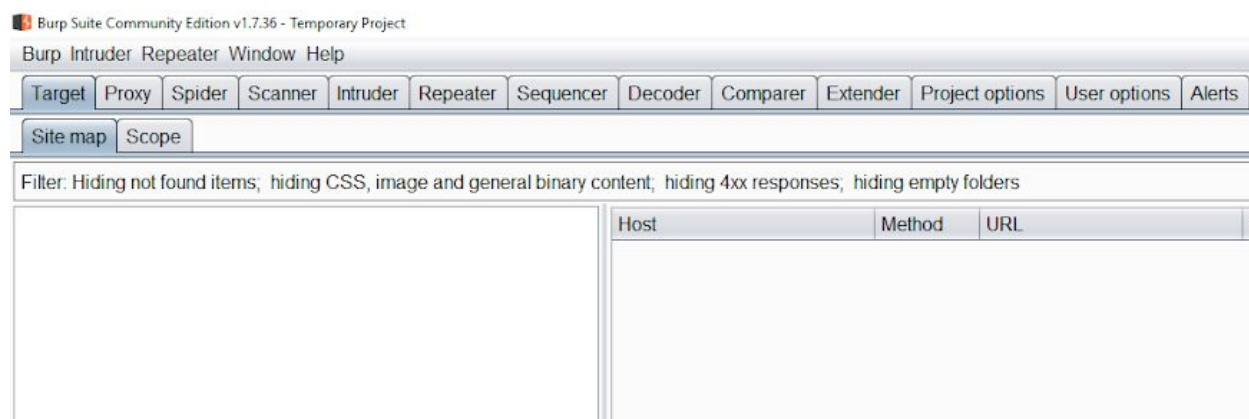 Burp Suite Community Edition v1.7.36 - Temporary Project
Burp Intruder Repeater Window Help
Target Proxy Spider Scanner Intruder Repeater Sequencer Decoder Comparer Extender Project options User options Alerts
Site map Scope
Filter: Hiding not found items; hiding CSS, image and general binary content; hiding 4xx responses; hiding empty folders
Host Method URL